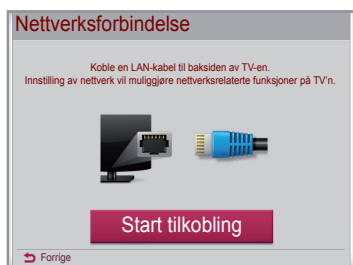 Nettverksforbindelse
Koble en LAN-kabel til baksiden av TV-en.
Innstilling av nettverk vil muliggjøre nettverksrelaterte funksjoner på TV'n.
Start tilkobling
Forrige